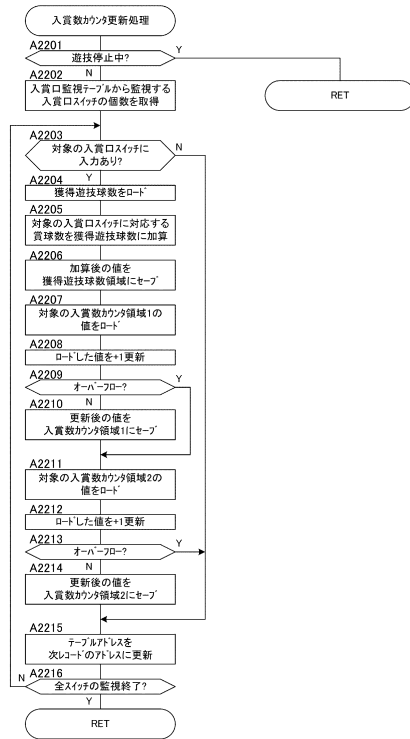 入賞数カウンタ更新処理
A2201
遊技停止中?
Y
N
RET
A2202
入賞口監視テーブルから監視する
入賞口スイッチの個数を取得
A2203
対象の入賞口スイッチに
入力あり?
N
Y
A2204
獲得遊技球数をロード
A2205
対象の入賞口スイッチに対応する
賞球数を獲得遊技球数に加算
A2206
加算後の値を
獲得遊技球数領域にセーブ
A2207
対象の入賞数カウンタ領域1の
値をロード
A2208
ロードした値を+1更新
A2209
オーバーフロー?
Y
N
A2210
更新後の値を
入賞数カウンタ領域1にセーブ
A2211
対象の入賞数カウンタ領域2の
値をロード
A2212
ロードした値を+1更新
A2213
オーバーフロー?
Y
N
A2214
更新後の値を
入賞数カウンタ領域2にセーブ
A2215
テーブルアドレスを
次レコードのアドレスに更新
A2216
N
全スイッチの監視終了?
Y
RET